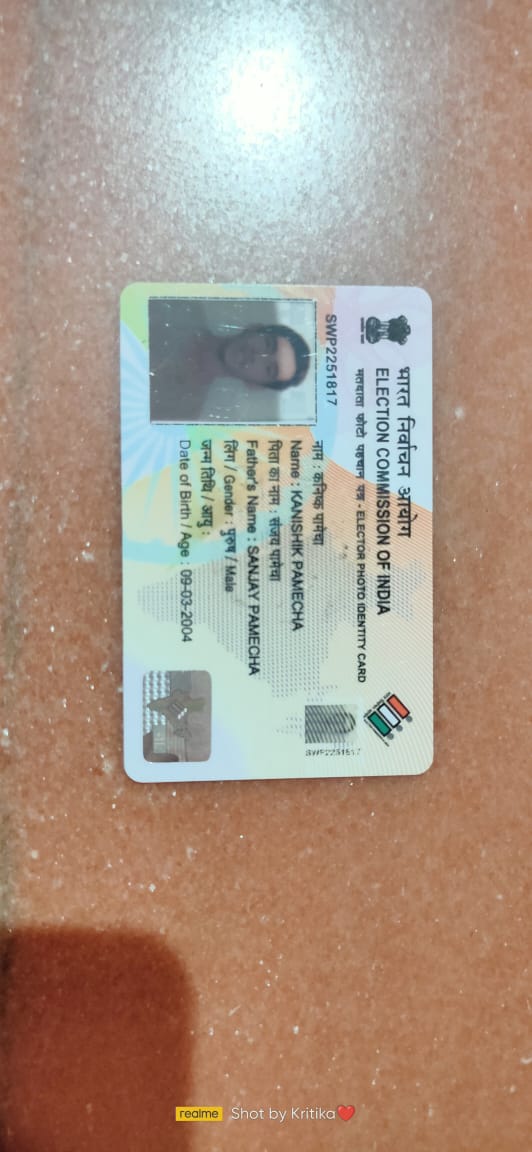 भारत निर्वाचन आयोग
ELECTION COMMISSION OF INDIA
मतदाता फोटो पहचान पत्र - ELECTOR PHOTO IDENTITY CARD
SWP2251817
नाम : कनिष्क पामेचा
Name : KANISHIK PAMECHA
पिता का नाम : संजय पामेचा
Father's Name : SANJAY PAMECHA
लिंग / Gender : पुरुष / Male
जन्म तिथि / आयु :
Date of Birth / Age : 09-03-2004
SWP2251817
realme Shot by Kritika❤️